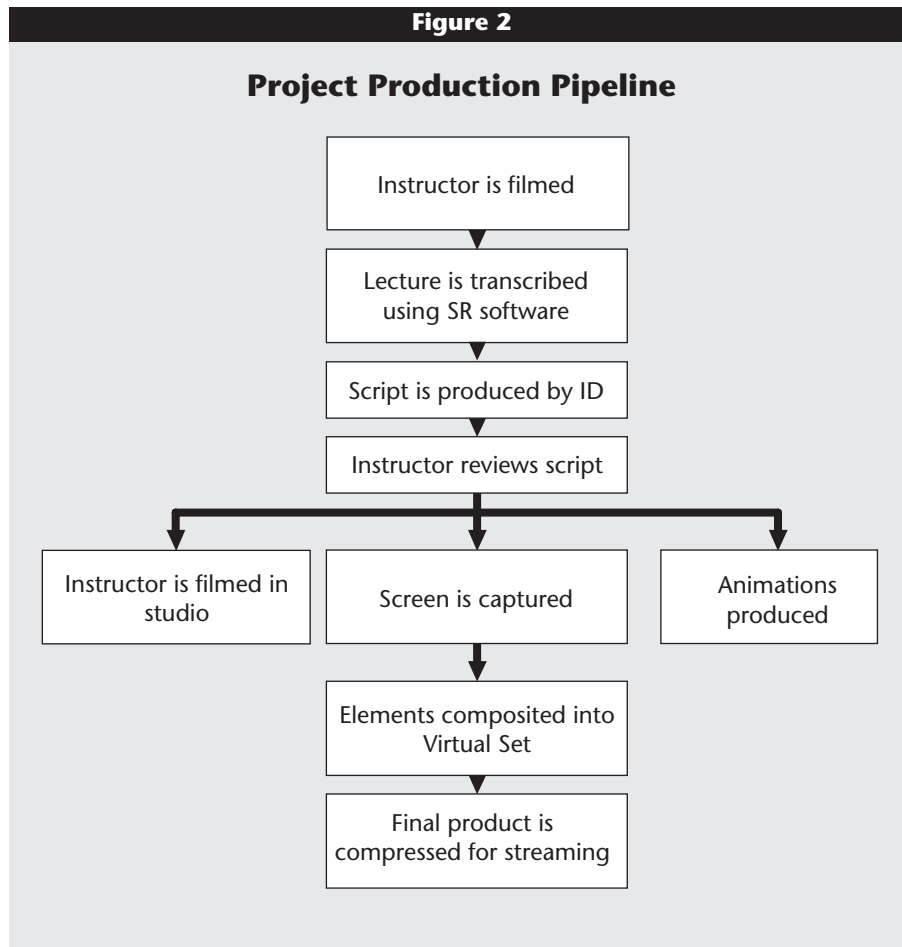 Figure 2
Project Production Pipeline
Instructor is filmed
Lecture is transcribed
using SR software
Script is produced by ID
Instructor reviews script
Instructor is filmed in
studio
Screen is captured
Animations
produced
Elements composited into
Virtual Set
Final product is
compressed for streaming